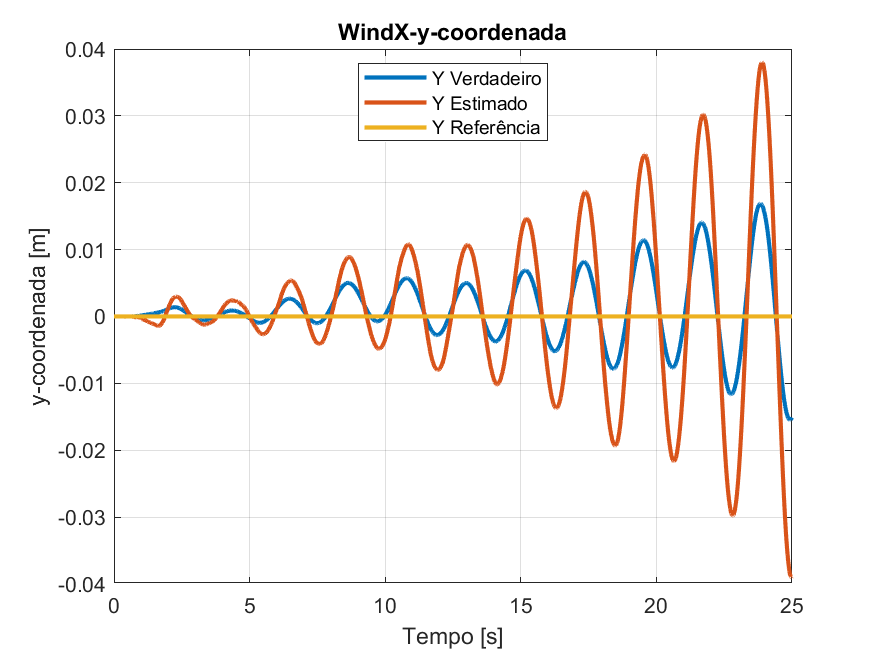 WindX-y-coordenada
Y Verdadeiro
Y Estimado
Y Referência
y-coordenada [m]
0.04
0.03
0.02
0.01
0
-0.01
-0.02
-0.03
-0.04
0
5
10
15
20
25
Tempo [s]